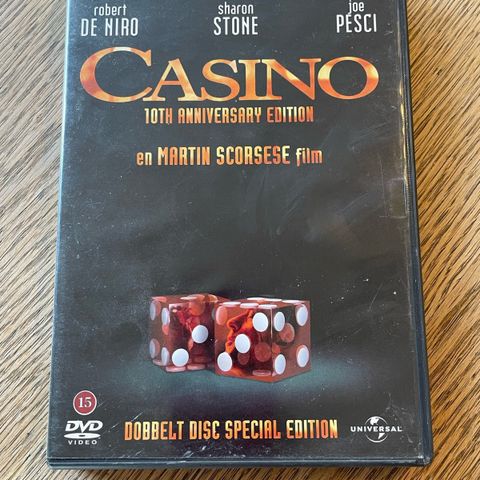 robert sharon joe
DE NIRO STONE PESCI
CASINO
10TH ANNIVERSARY EDITION
en MARTIN SCORSESE film
15
DVD
VIDEO
DOBBELT DISC SPECIAL EDITION
UNIVERSAL